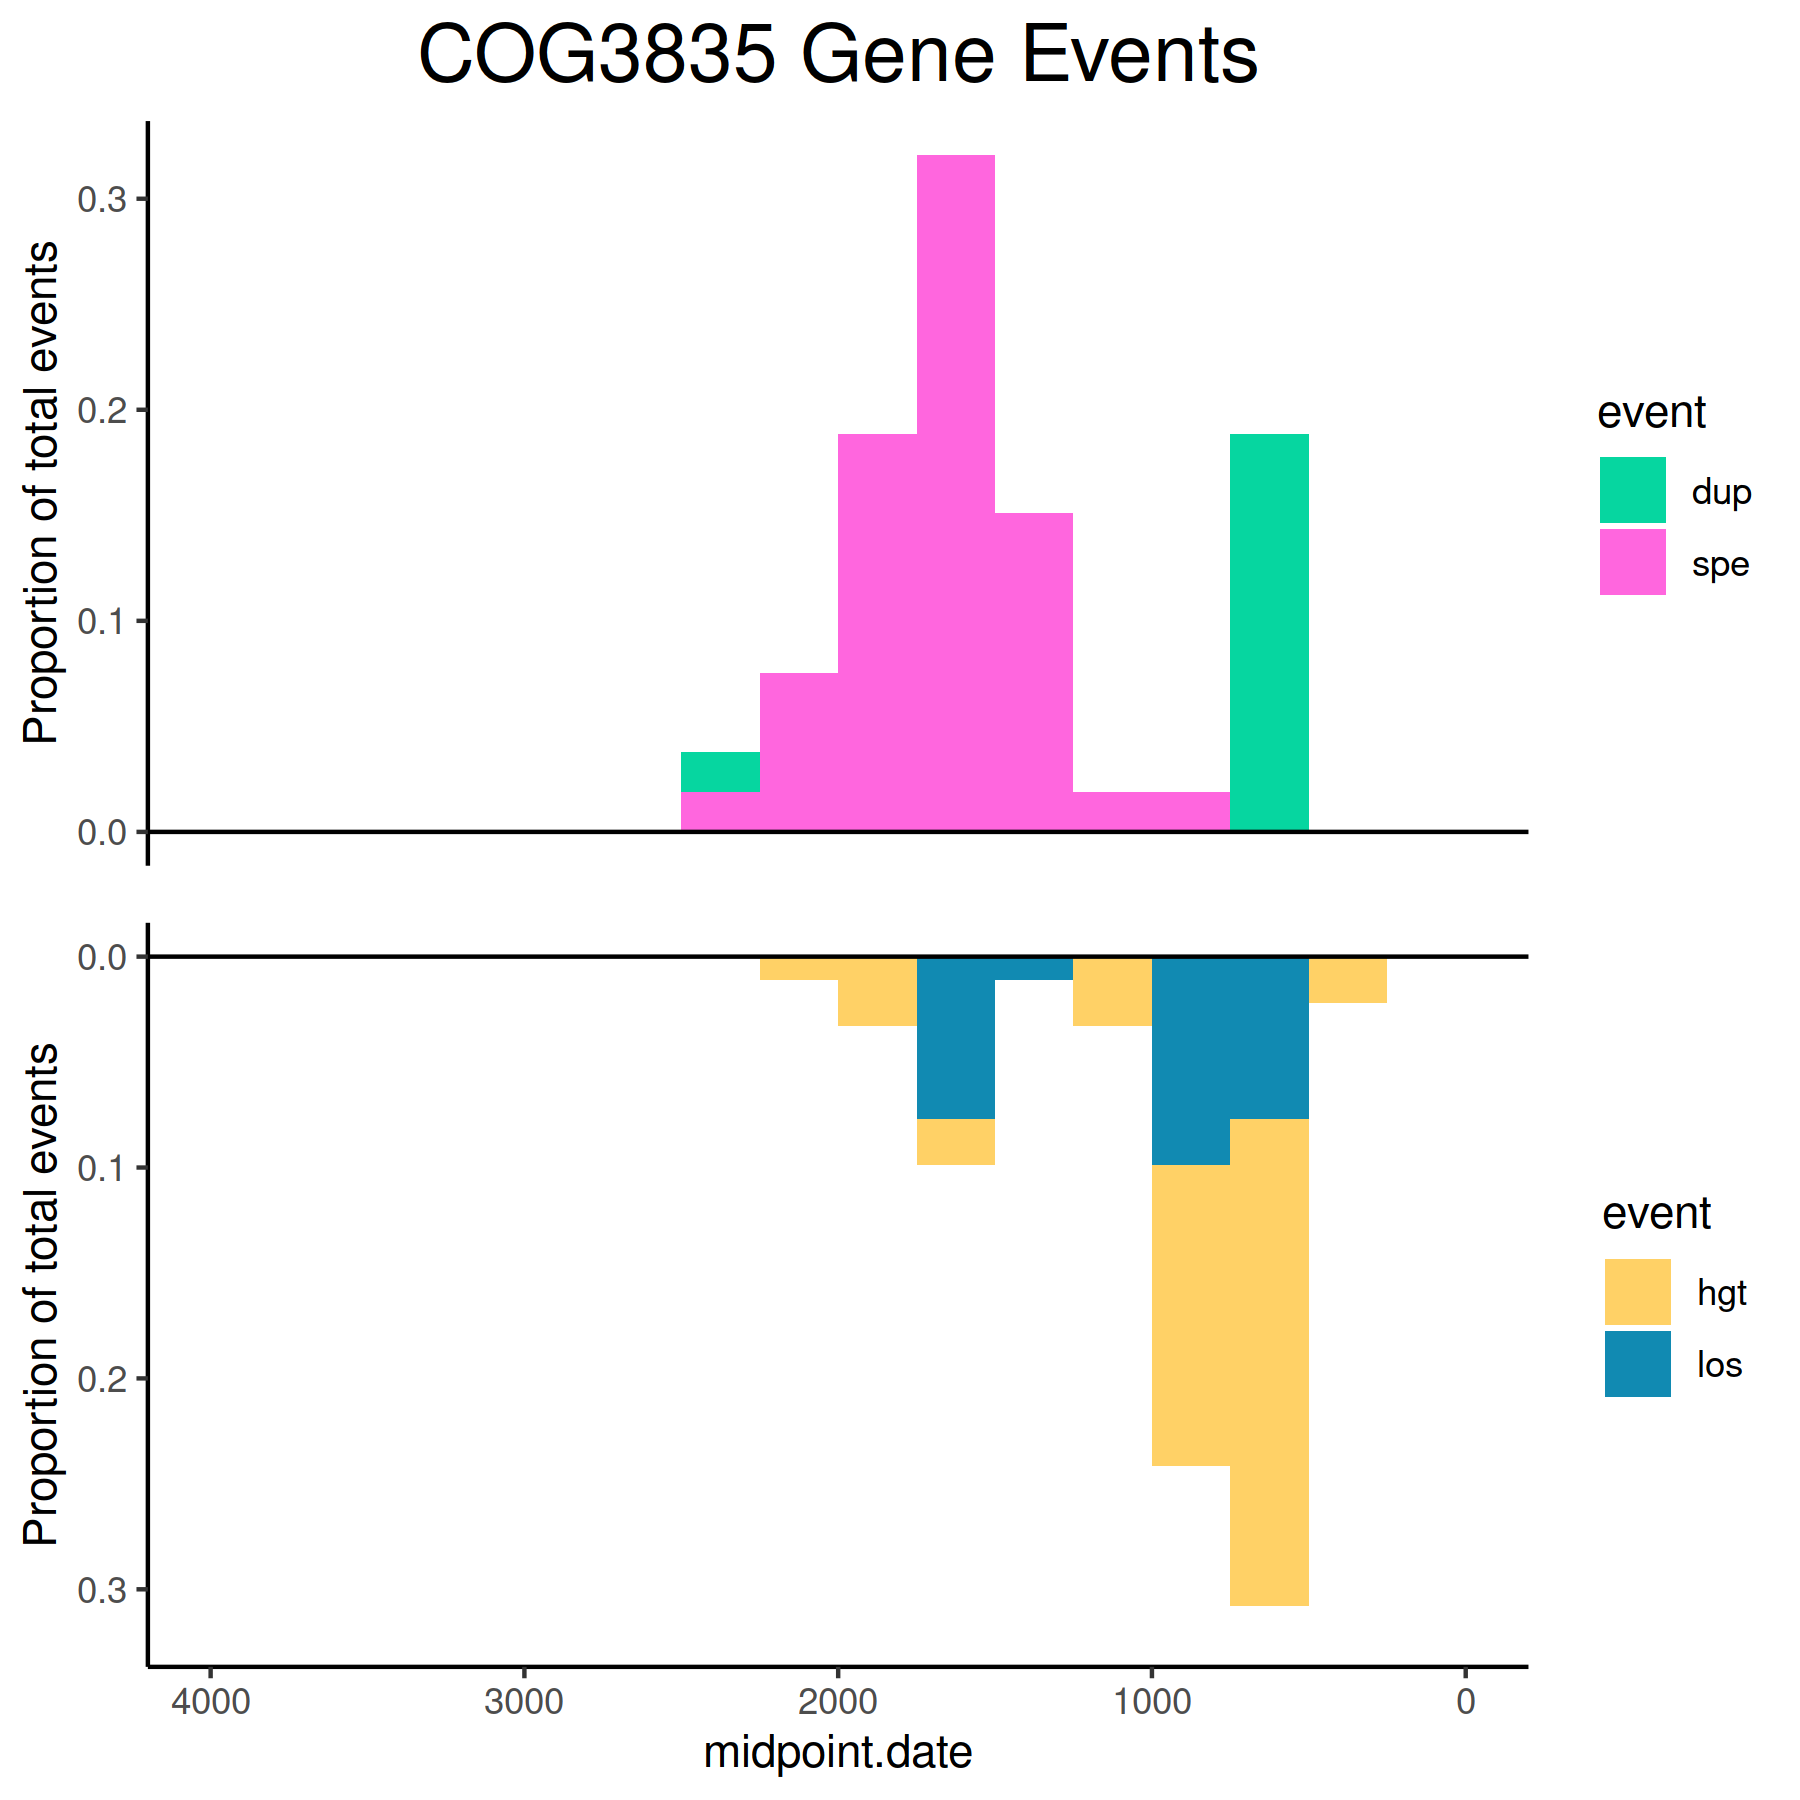 COG3835 Gene Events
Proportion of total events
0.3
0.2
0.1
0.0
event
dup
spe
Proportion of total events
0.0
0.1
0.2
0.3
event
hgt
los
4000 3000 2000 1000 0
midpoint.date